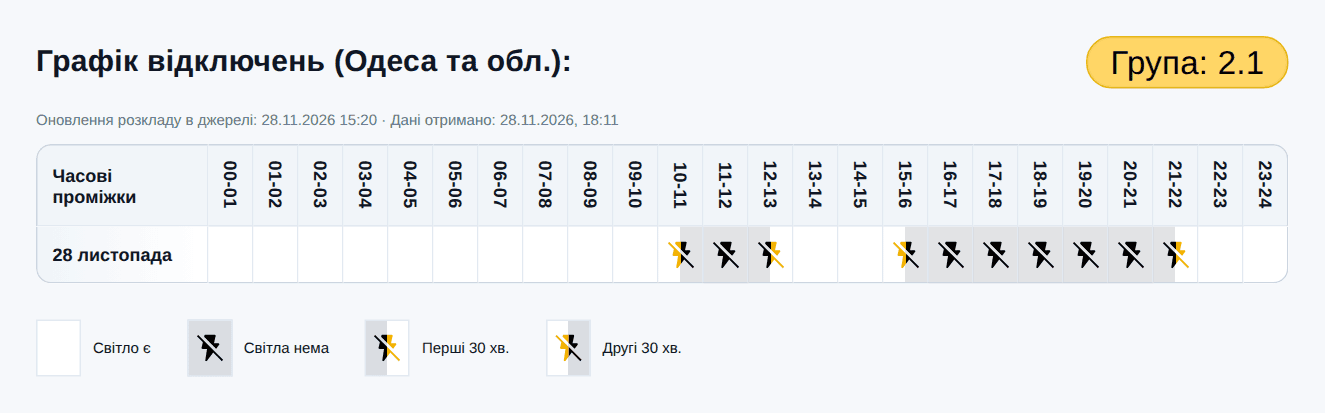 Графік відключень (Одеса та обл.):
Група: 2.1
Оновлення розкладу в джерелі: 28.11.2026 15:20 · Дані отримано: 28.11.2026, 18:11
Часові
проміжки
00-01
01-02
02-03
03-04
04-05
05-06
06-07
07-08
08-09
09-10
10-11
11-12
12-13
13-14
14-15
15-16
16-17
17-18
18-19
19-20
20-21
21-22
22-23
23-24
28 листопада
Світло є
Світла нема
Перші 30 хв.
Другі 30 хв.